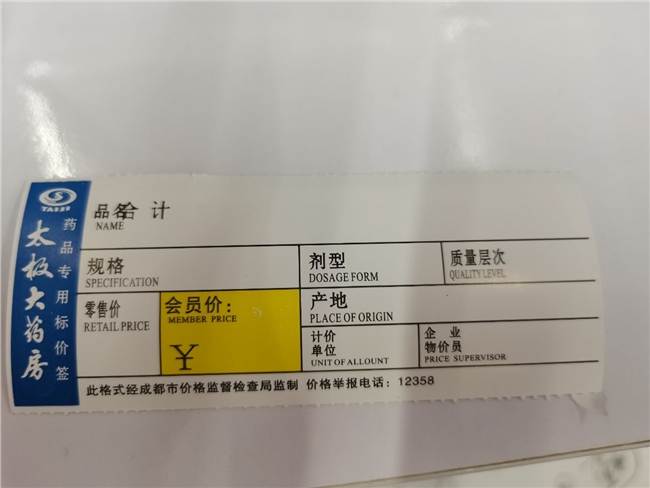 TAIJI
太极大药房
药品专用标价签
品名合 计
NAME
规格
SPECIFICATION
剂型
DOSAGE FORM
质量层次
QUALITY LEVEL
零售价
RETAIL PRICE
会员价:
MEMBER PRICE
¥
产地
PLACE OF ORIGIN
计价
单位
UNIT OF ALLOUNT
企 业
物价员
PRICE SUPERVISOR
此格式经成都市价格监督检查局监制 价格举报电话:12358